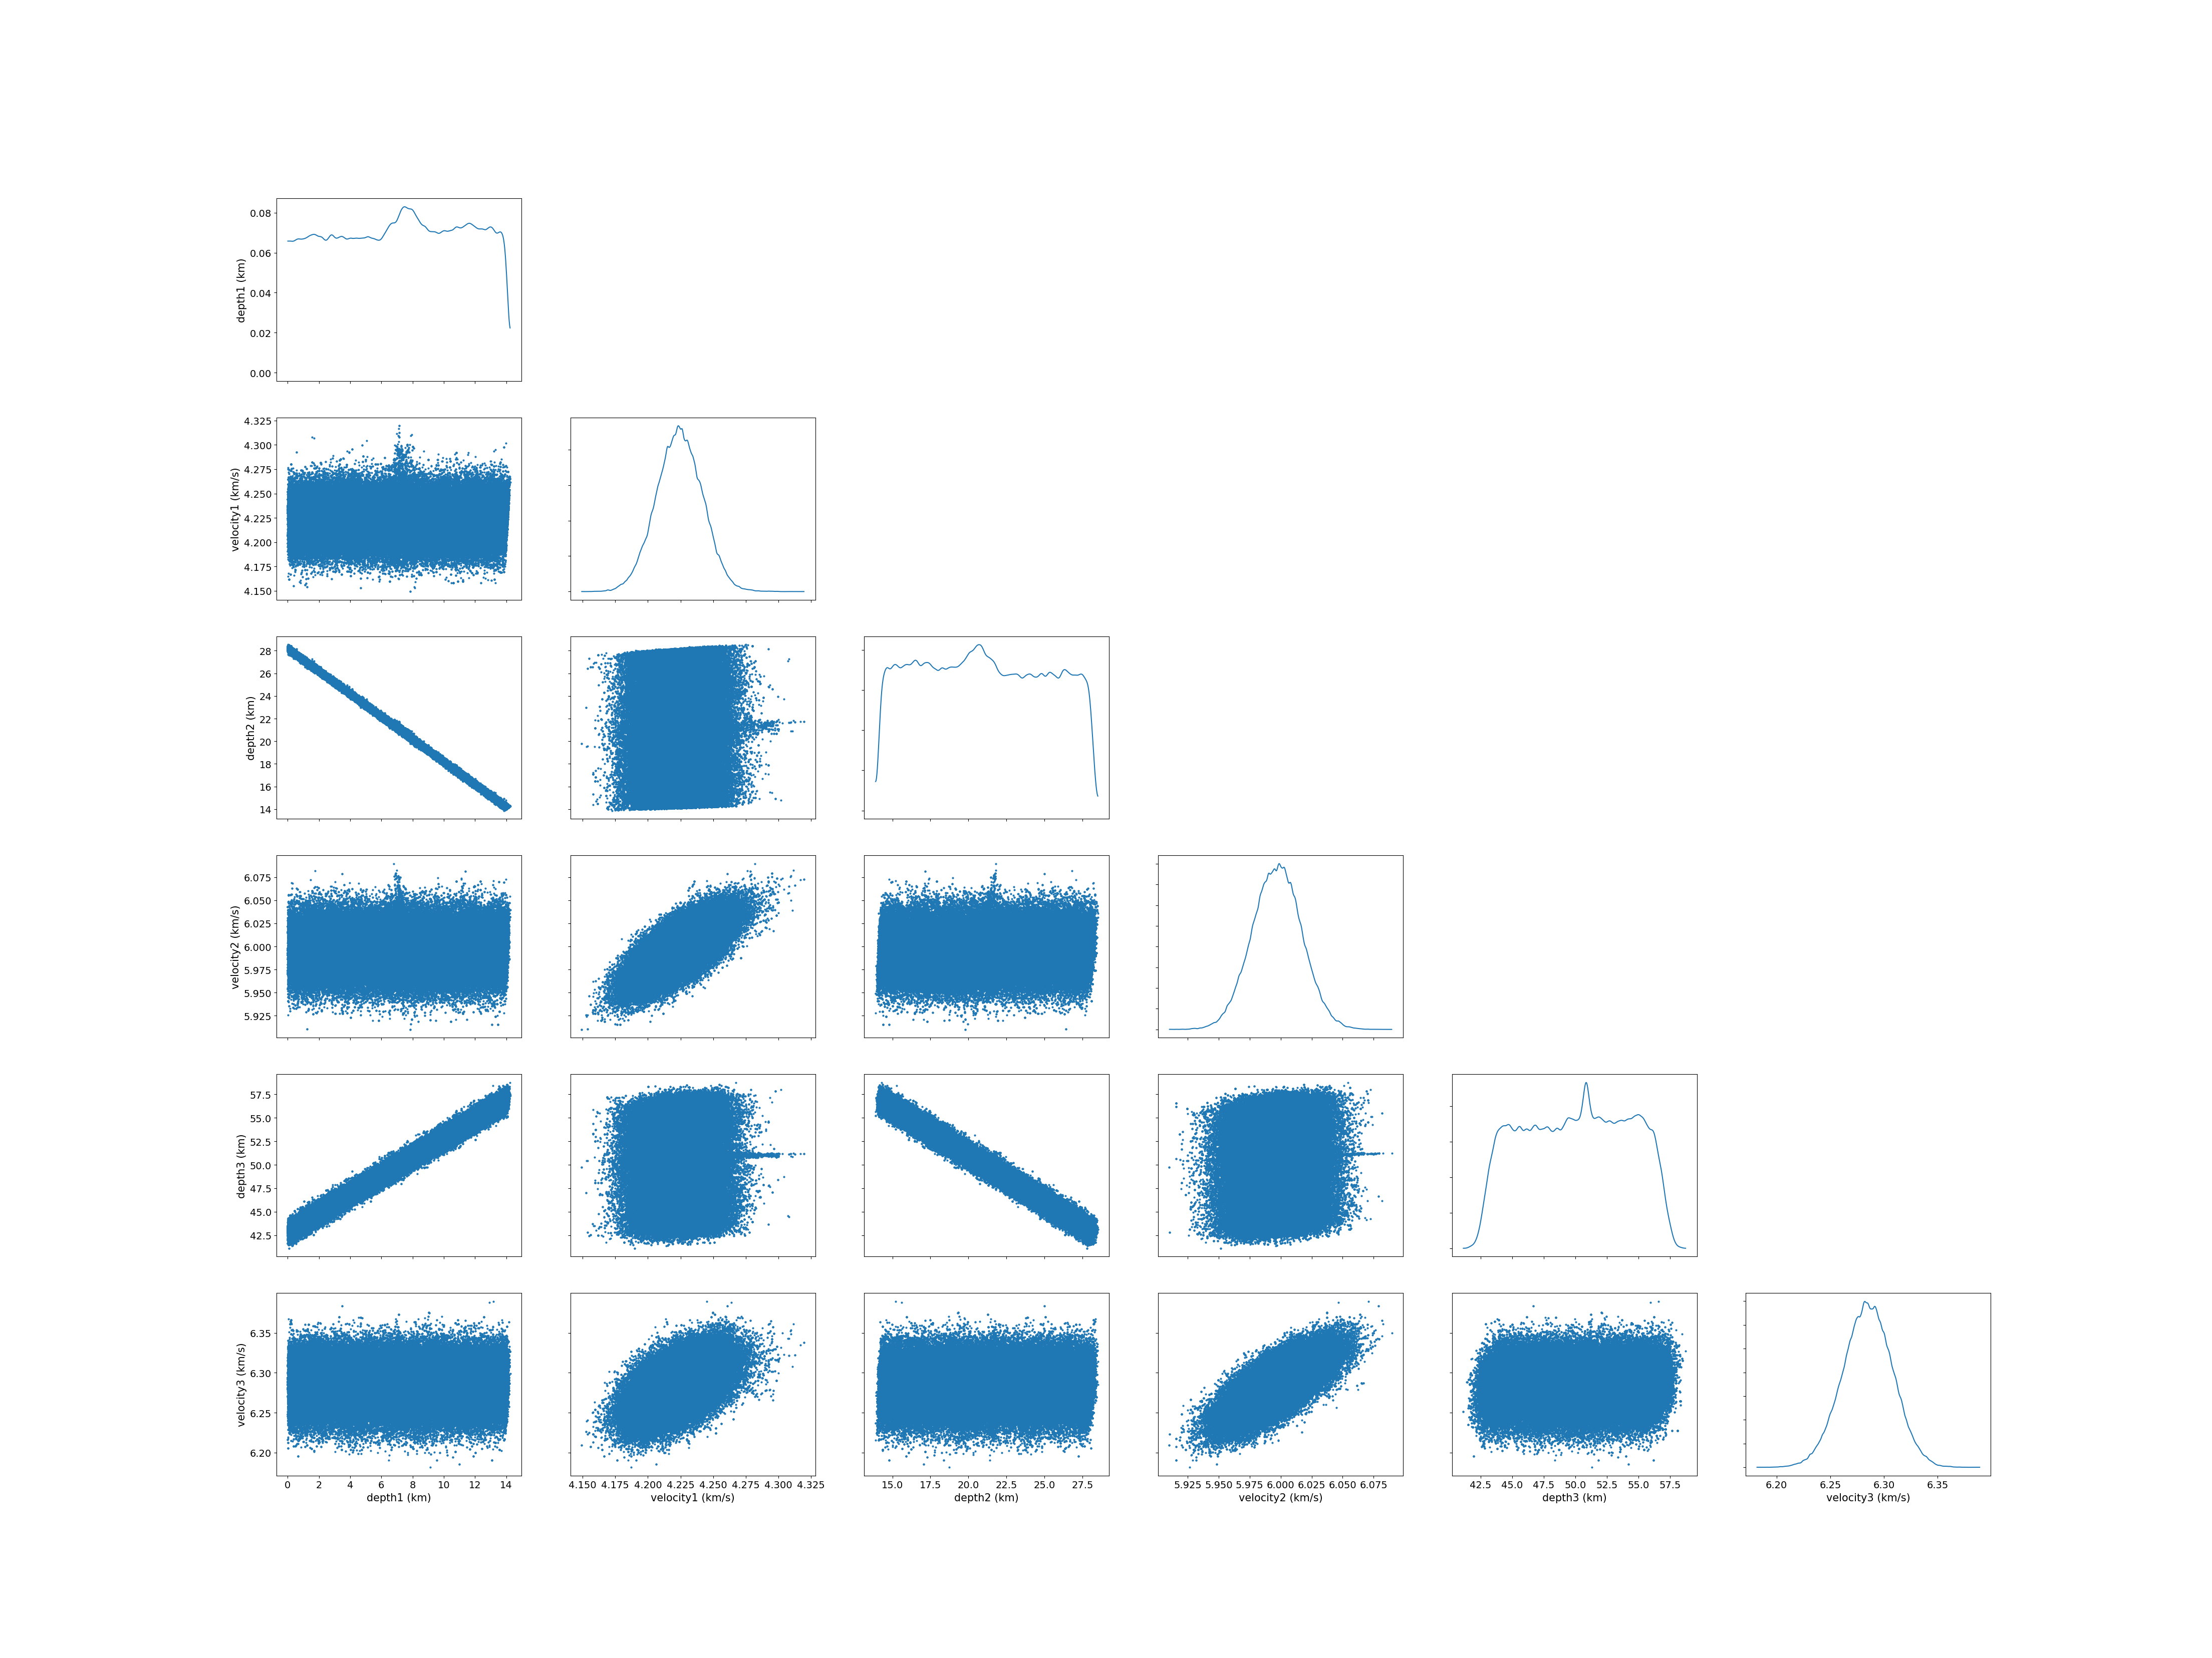 0.08
0.06
0.04
0.02
0.00
depth1 (km)
4.325
4.300
4.275
4.250
4.225
4.200
4.175
4.150
velocity1 (km/s)
28
26
24
22
20
18
16
14
depth2 (km)
6.075
6.050
6.025
6.000
5.975
5.950
5.925
velocity2 (km/s)
57.5
55.0
52.5
50.0
47.5
45.0
42.5
depth3 (km)
6.35
6.30
6.25
6.20
velocity3 (km/s)
0 2 4 6 8 10 12 14
depth1 (km)
4.150 4.175 4.200 4.225 4.250 4.275 4.300 4.325
velocity1 (km/s)
15.0 17.5 20.0 22.5 25.0 27.5
depth2 (km)
5.925 5.950 5.975 6.000 6.025 6.050 6.075
velocity2 (km/s)
42.5 45.0 47.5 50.0 52.5 55.0 57.5
depth3 (km)
6.20 6.25 6.30 6.35
velocity3 (km/s)